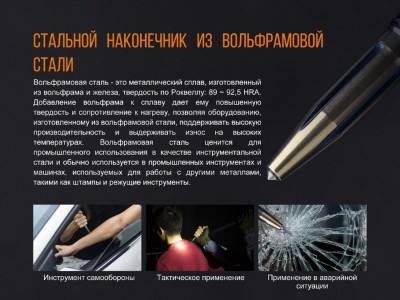 СТАЛЬНОЙ НАКОНЕЧНИК ИЗ ВОЛЬФРАМОВОЙ
СТАЛИ
Вольфрамовая сталь - это металлический сплав, изготовленный
из вольфрама и железа, твердость по Роквеллу: 89 ~ 92,5 HRA.
Добавление вольфрама к сплаву дает ему повышенную
твердость и сопротивление к нагреву, позволяя оборудованию,
изготовленному из вольфрамовой стали, поддерживать высокую
производительность и выдерживать износ на высоких
температурах. Вольфрамовая сталь ценится для
промышленного использования в качестве инструментальной
стали и обычно используется в промышленных инструментах и
машинах, используемых для работы с другими металлами,
такими как штампы и режущие инструменты.
Инструмент самообороны
Тактическое применение
Применение в аварийной
ситуации